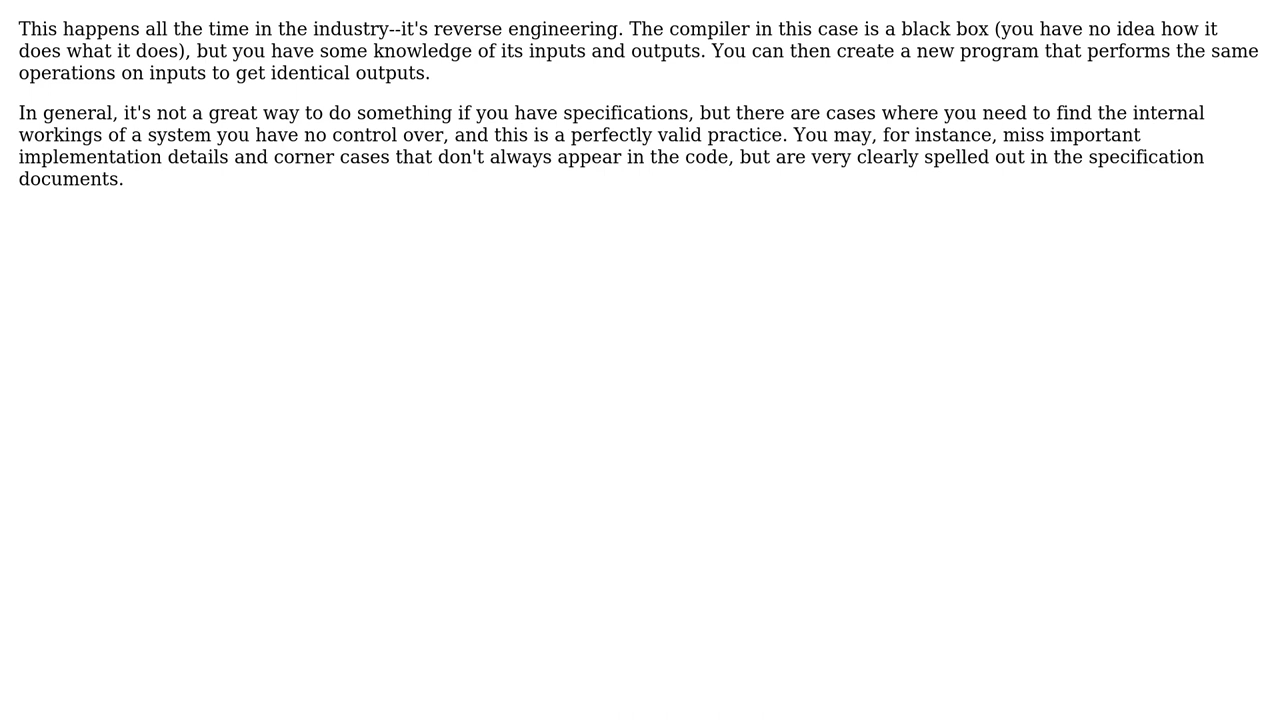 This happens all the time in the industry--it's reverse engineering. The compiler in this case is a black box (you have no idea how it
does what it does), but you have some knowledge of its inputs and outputs. You can then create a new program that performs the same
operations on inputs to get identical outputs.
In general, it's not a great way to do something if you have specifications, but there are cases where you need to find the internal
workings of a system you have no control over, and this is a perfectly valid practice. You may, for instance, miss important
implementation details and corner cases that don't always appear in the code, but are very clearly spelled out in the specification
documents.